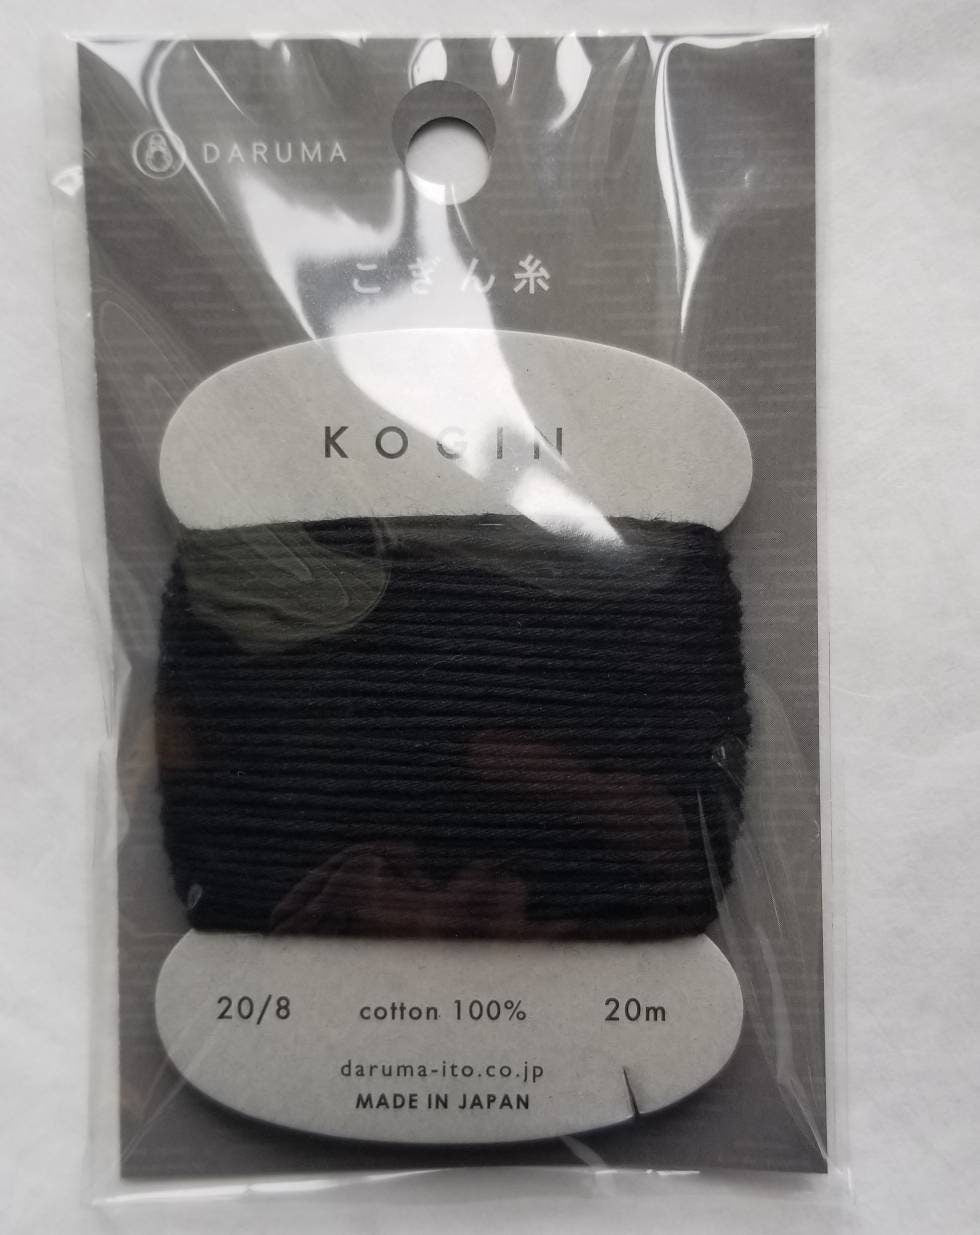 DARUMA
こぎん糸
KOGIN
20/8 cotton 100% 20m
daruma-ito.co.jp
MADE IN JAPAN